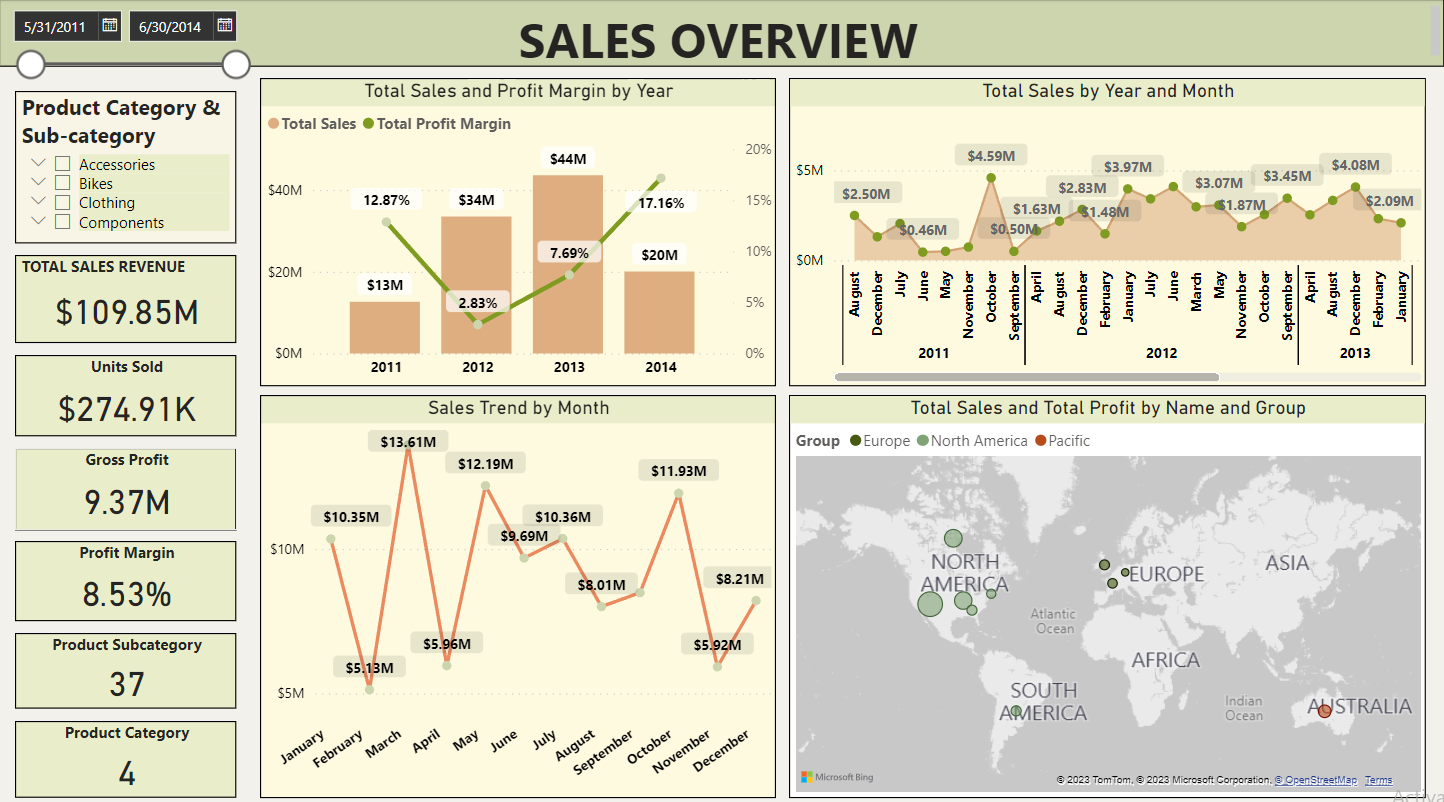 5/31/2011
6/30/2014
SALES OVERVIEW
Product Category &
Sub-category
Accessories
Bikes
Clothing
Components
TOTAL SALES REVENUE
$109.85M
Units Sold
$274.91K
Gross Profit
9.37M
Profit Margin
8.53%
Product Subcategory
37
Product Category
4
Total Sales and Profit Margin by Year
Total Sales Total Profit Margin
20%
$44M
$40M
12.87%
$34M
17.16%
15%
10%
7.69%
$20M
$20M
$13M
2.83%
5%
$0M
0%
2011 2012 2013 2014
Total Sales by Year and Month
$5M
$0M
$2.50M
$0.46M
$4.59M
$0.50M
$1.63M
$2.83M
$1.48M
$3.97M
$3.07M
$1.87M
$3.45M
$4.08M
$2.09M
August
December
July
June
May
November
October
September
April
August
December
February
January
July
June
March
May
November
October
September
April
August
December
February
January
2011 2012 2013
Sales Trend by Month
$10M
$5M
$10.35M
$5.13M
$13.61M
$5.96M
$12.19M
$9.69M
$10.36M
$8.01M
$11.93M
$5.92M
$8.21M
January
February
March
April
May
June
July
August
September
October
November
December
Total Sales and Total Profit by Name and Group
Group Europe North America Pacific
NORTH
AMERICA
EUROPE
ASIA
Atlantic
Ocean
AFRICA
SOUTH
AMERICA
Indian
Ocean
AUSTRALIA
Microsoft Bing
© 2023 TomTom, © 2023 Microsoft Corporation, © OpenStreetMap Terms
Activa